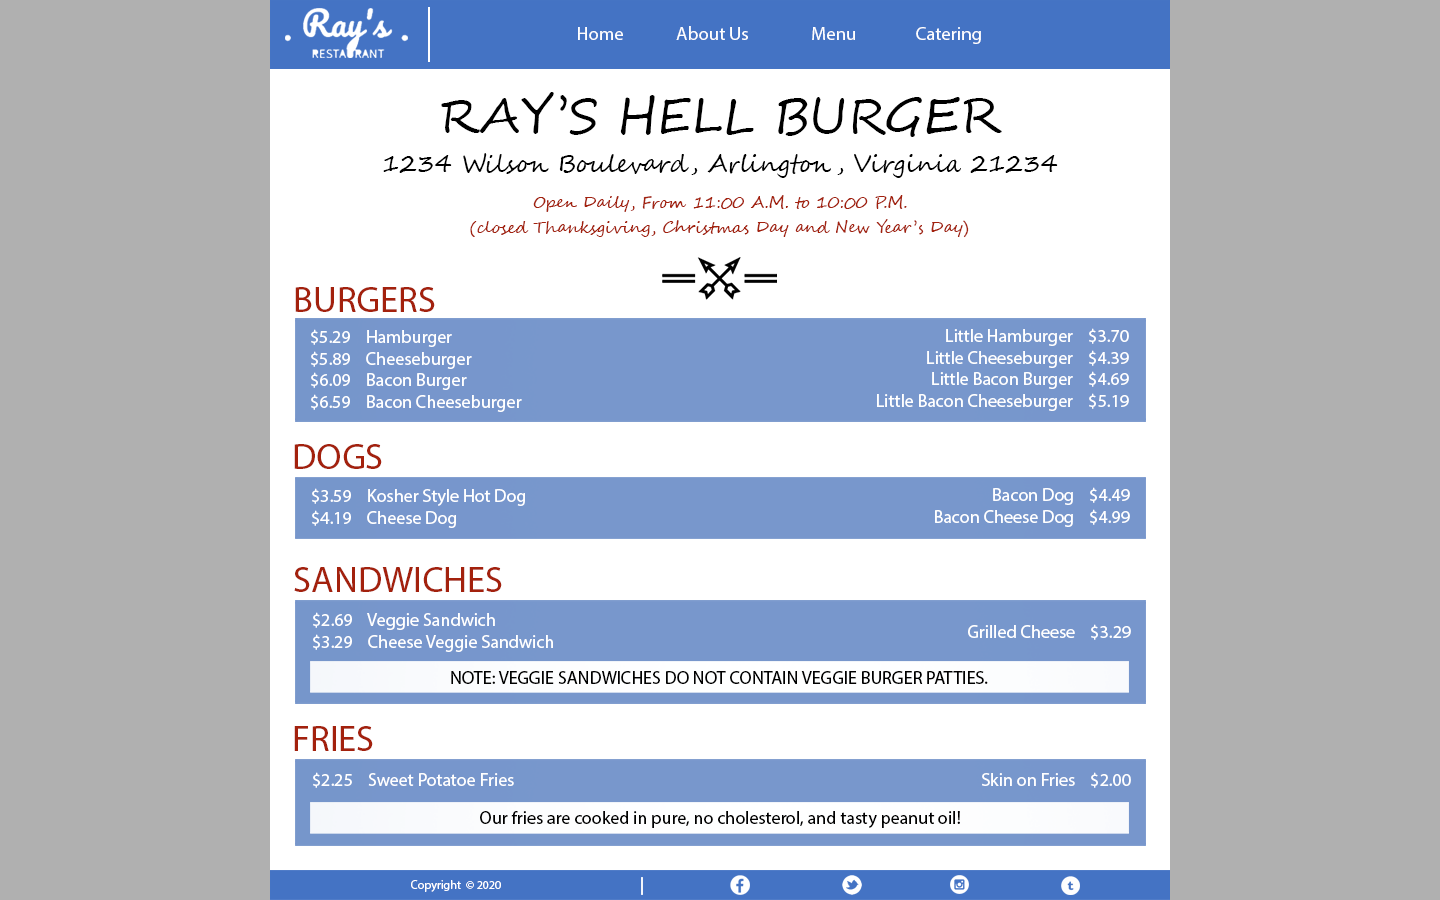 Ray's
RESTAURANT
Home About Us Menu Catering
RAY'S HELL BURGER
1234 Wilson Boulevard, Arlington, Virginia 21234
Open Daily, From 11:00 A.M. to 10:00 P.M.
(closed Thanksgiving, Christmas Day and New Year's Day)
BURGERS
$5.29 Hamburger
$5.89 Cheeseburger
$6.09 Bacon Burger
$6.59 Bacon Cheeseburger
Little Hamburger $3.70
Little Cheeseburger $4.39
Little Bacon Burger $4.69
Little Bacon Cheeseburger $5.19
DOGS
$3.59 Kosher Style Hot Dog
$4.19 Cheese Dog
Bacon Dog $4.49
Bacon Cheese Dog $4.99
SANDWICHES
$2.69 Veggie Sandwich
$3.29 Cheese Veggie Sandwich
Grilled Cheese $3.29
NOTE: VEGGIE SANDWICHES DO NOT CONTAIN VEGGIE BURGER PATTIES.
FRIES
$2.25 Sweet Potatoe Fries
Skin on Fries $2.00
Our fries are cooked in pure, no cholesterol, and tasty peanut oil!
Copyright © 2020